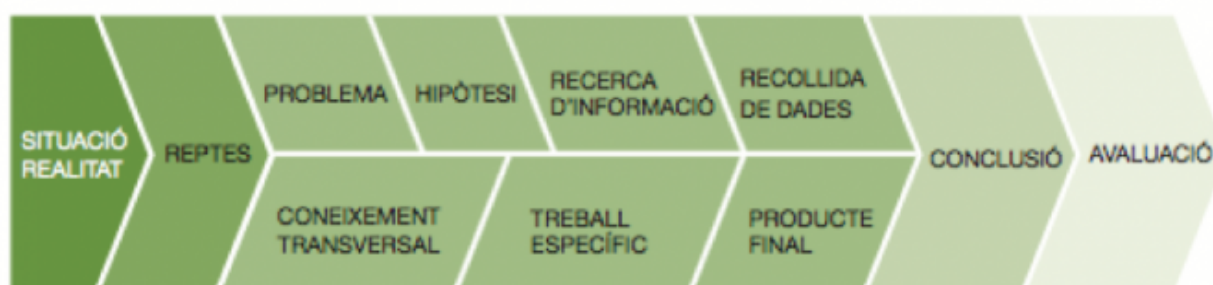 SITUACIÓ
REALITAT
REPTES
PROBLEMA
HIPÒTESI
RECERCA
D'INFORMACIÓ
RECOLLIDA
DE DADES
CONEIXEMENT
TRANSVERSAL
TREBALL
ESPECÍFIC
PRODUCTE
FINAL
CONCLUSIÓ
AVALUACIÓ